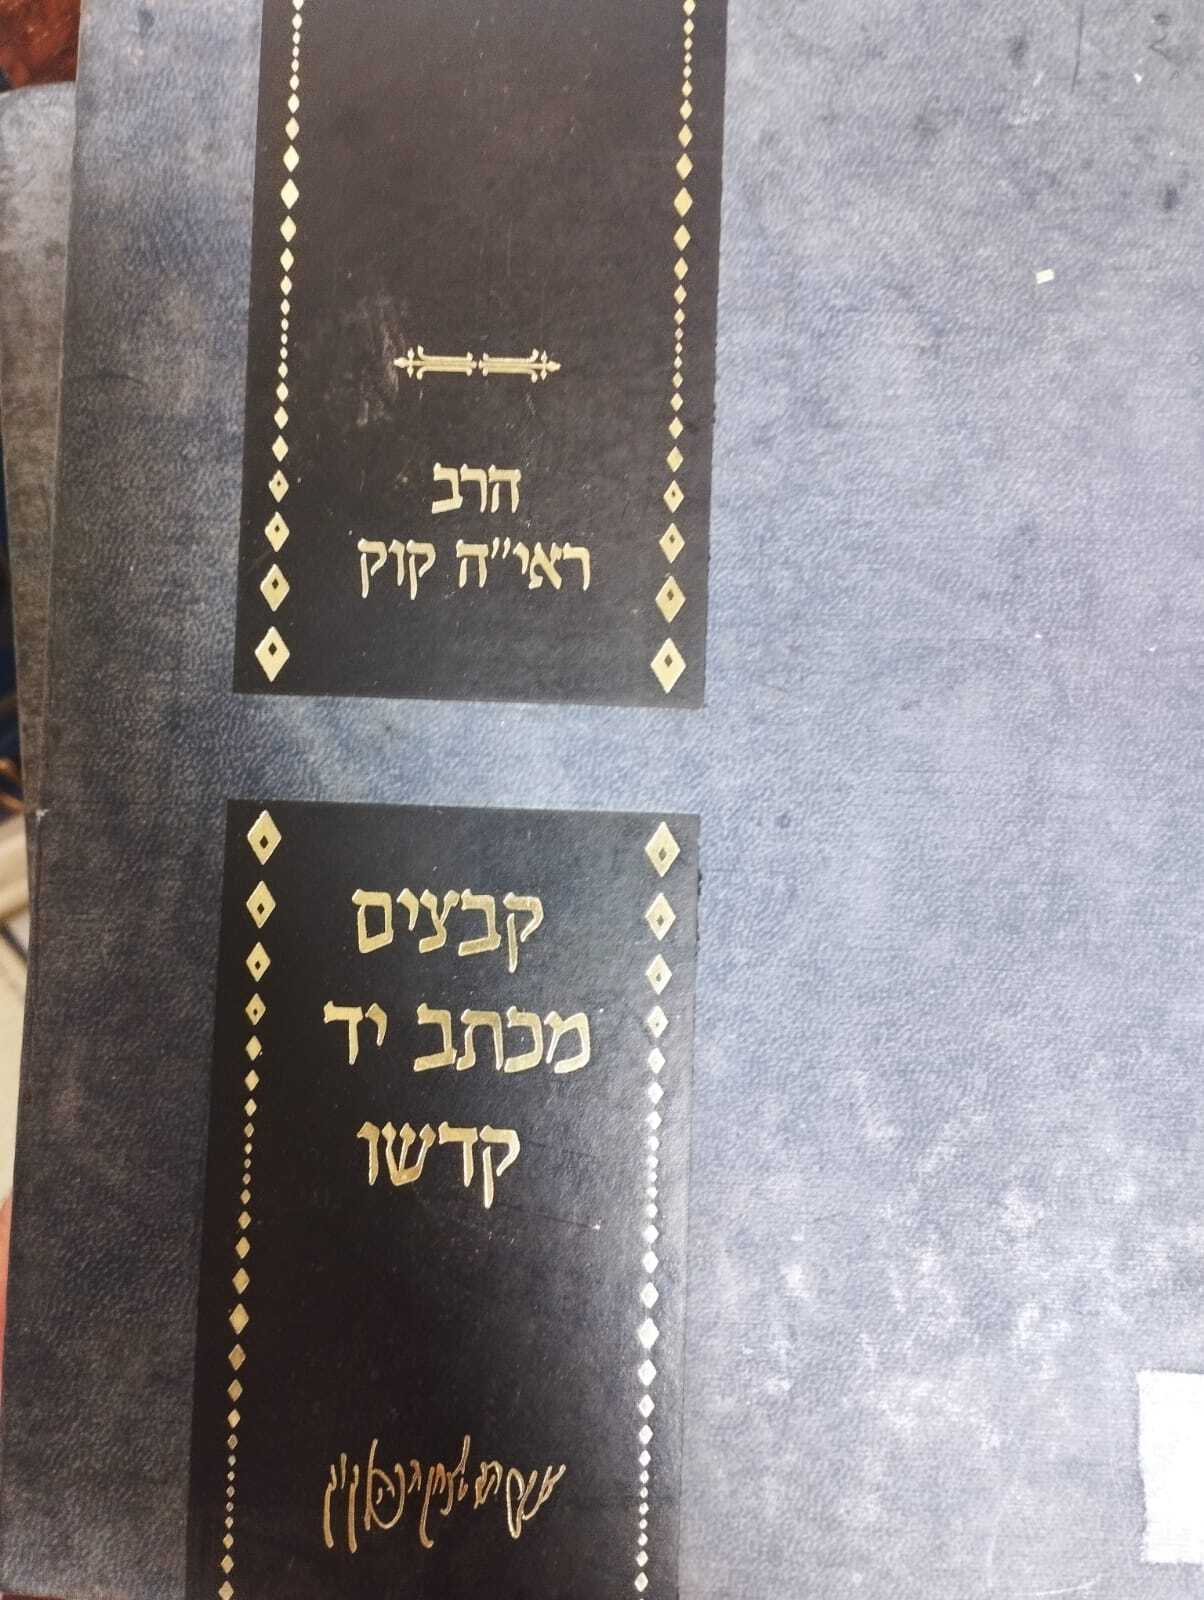 הרב
ראי״ה קוק
קבצים
מכתב יד
קדשו